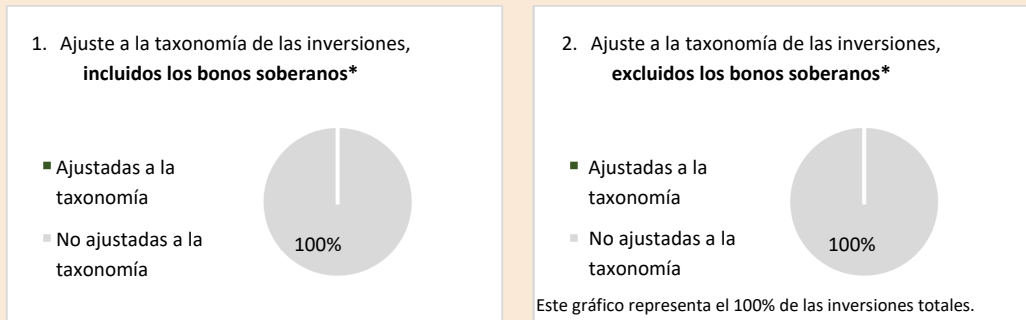 1. Ajuste a la taxonomía de las inversiones,
incluidos los bonos soberanos*
Ajustadas a la
taxonomía
No ajustadas a la
taxonomía
100%
2. Ajuste a la taxonomía de las inversiones,
excluidos los bonos soberanos*
Ajustadas a la
taxonomía
No ajustadas a la
taxonomía
100%
Este gráfico representa el 100% de las inversiones totales.